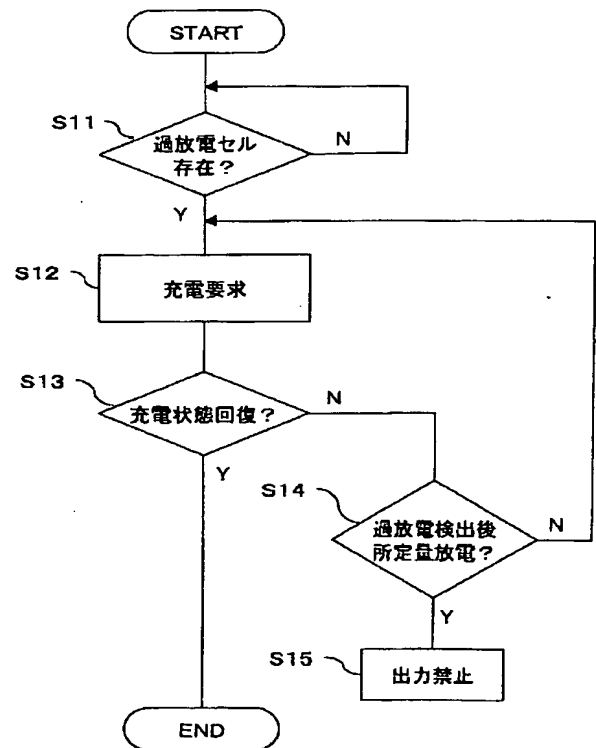 START
S11
過放電セル
存在?
N
Y
S12
充電要求
S13
充電状態回復?
N
Y
S14
過放電検出後
所定量放電?
N
Y
S15
出力禁止
END